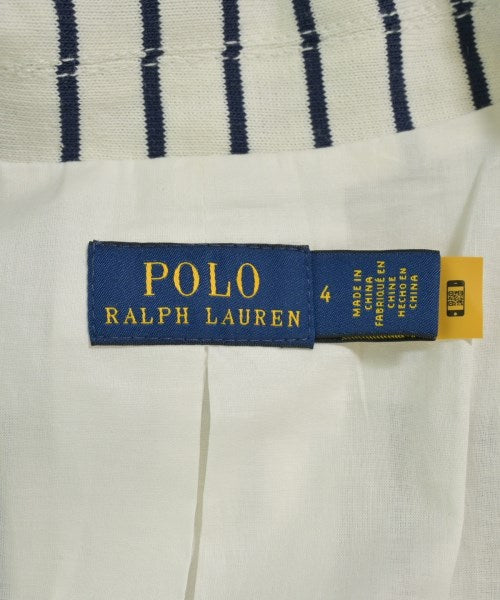 POLO
RALPH LAUREN
4
MADE IN
CHINA
FABRIQUÉ EN
CHINE
HECHO EN
CHINA